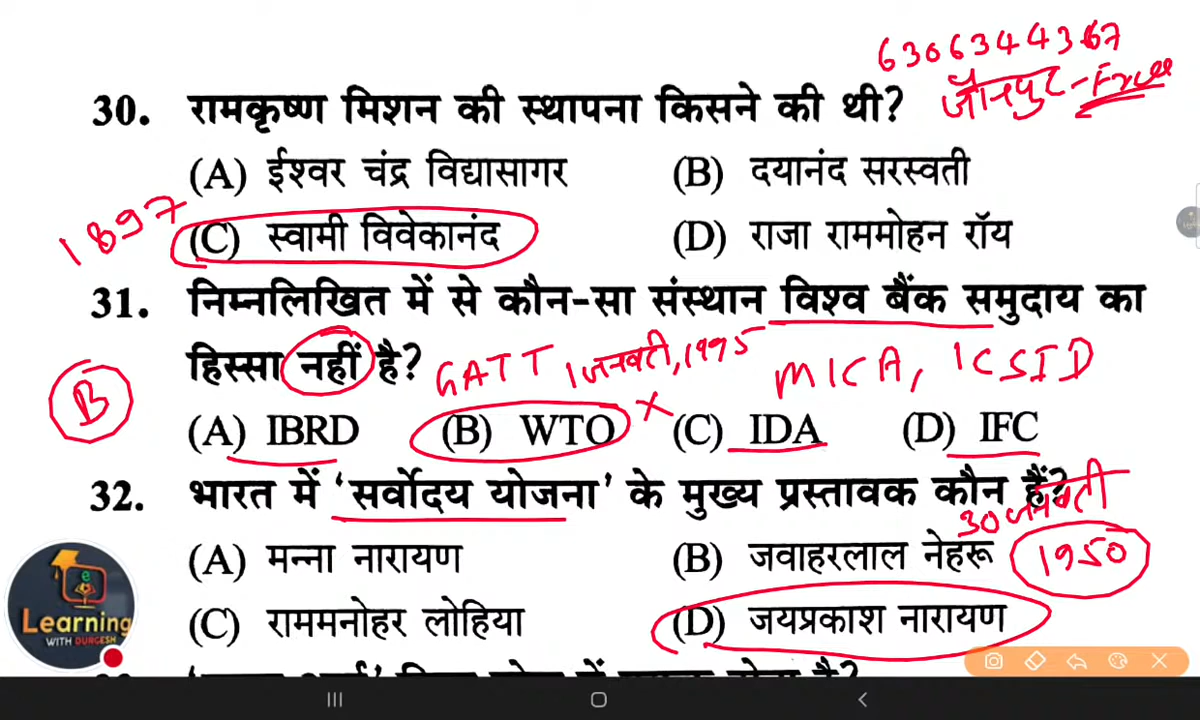 6306344367
30. रामकृष्ण मिशन की स्थापना किसने की थी? जौनपुर - Free
(A) ईश्वर चंद्र विद्यासागर (B) दयानंद सरस्वती
1897 (C) स्वामी विवेकानंद (D) राजा राममोहन रॉय
31. निम्नलिखित में से कौन-सा संस्थान विश्व बैंक समुदाय का
हिस्सा नहीं है? GATT 1 जनवरी, 1995 MICA, ICSID
B (A) IBRD (B) WTO × (C) IDA (D) IFC
32. भारत में ‘सर्वोदय योजना’ के मुख्य प्रस्तावक कौन हैं?
30 जनवरी
(A) मन्ना नारायण (B) जवाहरलाल नेहरू 1950
(C) राममनोहर लोहिया (D) जयप्रकाश नारायण
e
Learning
WITH DURGESH